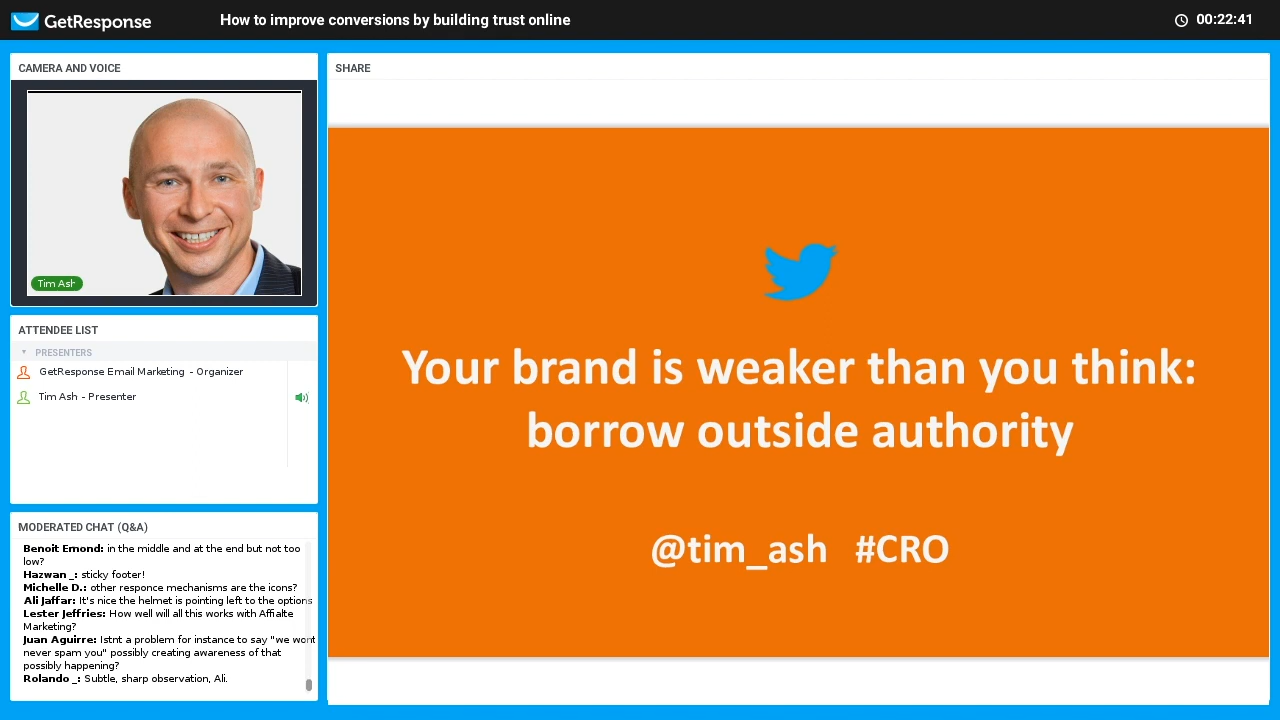 GetResponse
How to improve conversions by building trust online
00:22:41
CAMERA AND VOICE
Tim Ash
ATTENDEE LIST
PRESENTERS
GetResponse Email Marketing - Organizer
Tim Ash - Presenter
MODERATED CHAT (Q&A)
Benoit Emond: in the middle and at the end but not too
low?
Hazwan _: sticky footer!
Michelle D.: other responce mechanisms are the icons?
Ali Jaffar: It's nice the helmet is pointing left to the options
Lester Jeffries: How well will all this works with Affialte
Marketing?
Juan Aguirre: Istnt a problem for instance to say "we wont
never spam you" possibly creating awareness of that
possibly happening?
Rolando _: Subtle, sharp observation, Ali.
SHARE
Your brand is weaker than you think:
borrow outside authority
@tim_ash #CRO